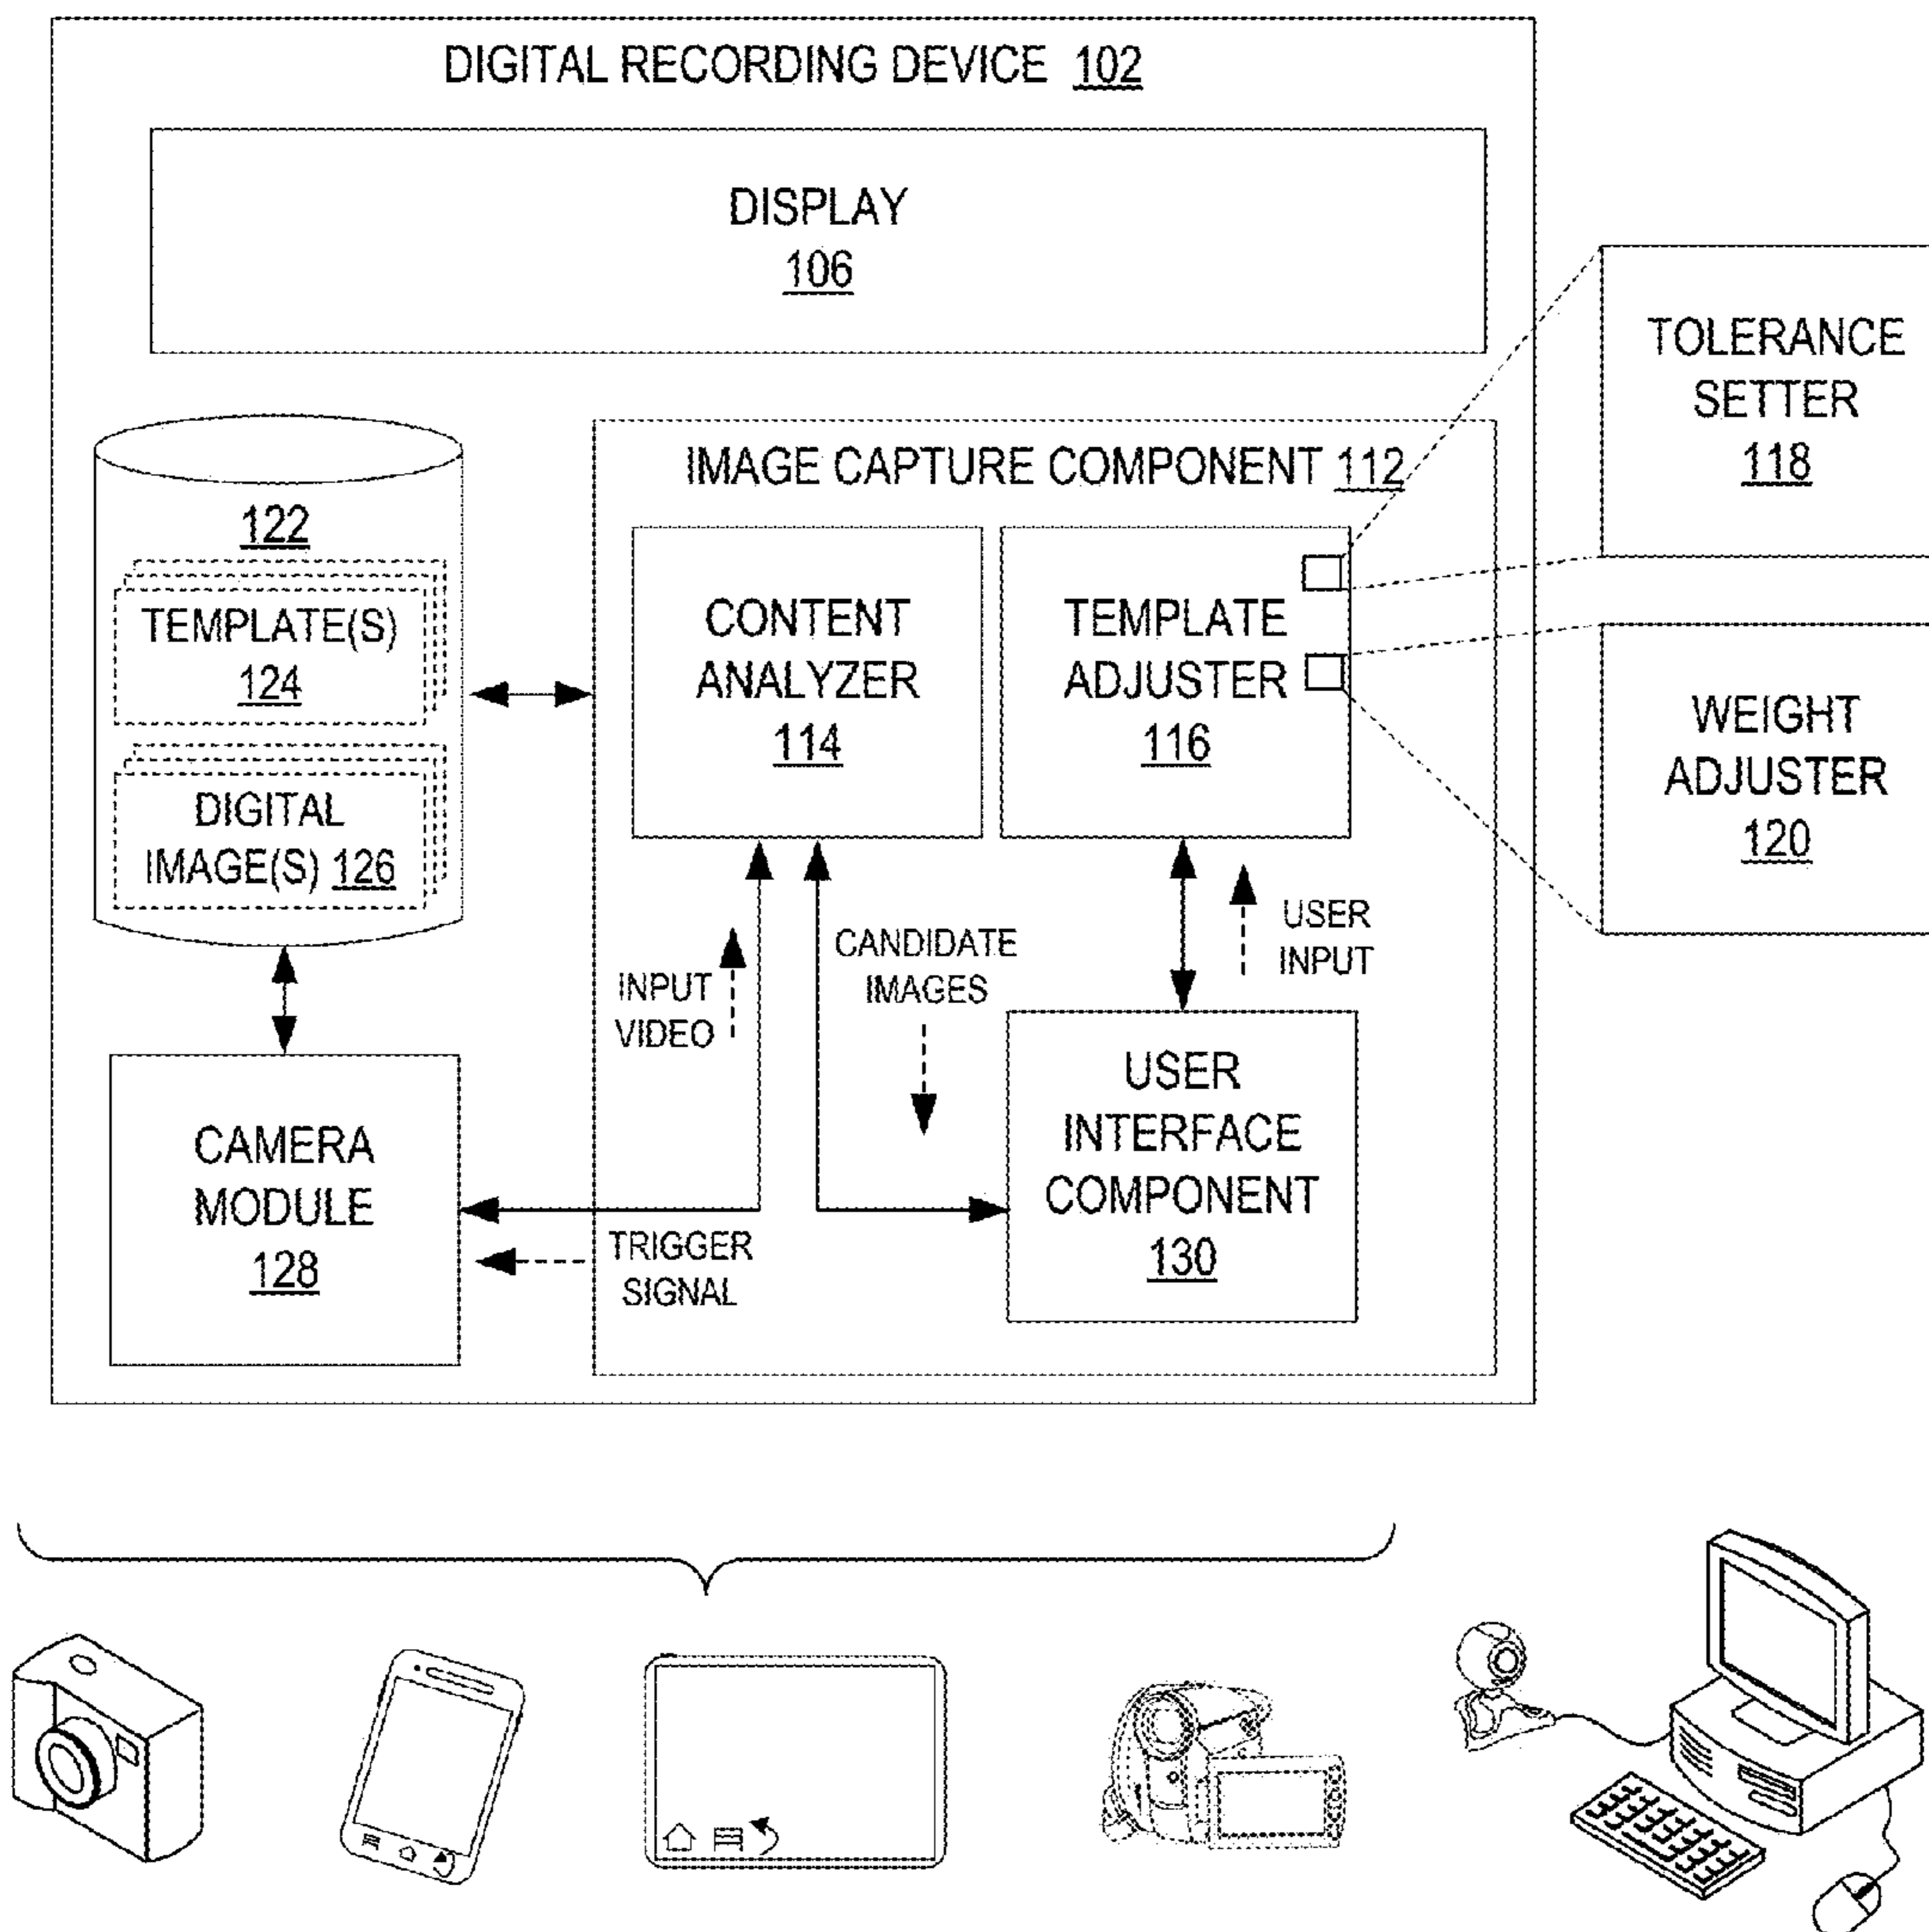 DIGITAL RECORDING DEVICE 102
DISPLAY
106
TOLERANCE
SETTER
118
IMAGE CAPTURE COMPONENT 112
122
TEMPLATE(S)
124
DIGITAL
IMAGE(S) 126
CONTENT
ANALYZER
114
TEMPLATE
ADJUSTER
116
WEIGHT
ADJUSTER
120
INPUT
VIDEO
CANDIDATE
IMAGES
USER
INPUT
CAMERA
MODULE
128
TRIGGER
SIGNAL
USER
INTERFACE
COMPONENT
130